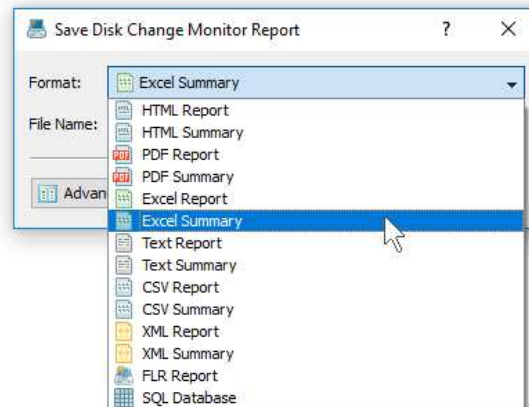 Save Disk Change Monitor Report
?
Format:
Excel Summary
HTML Report
File Name:
HTML Summary
PDF Report
PDF Summary
Excel Report
Excel Summary
Text Report
Text Summary
CSV Report
CSV Summary
XML Report
XML Summary
FLR Report
SQL Database